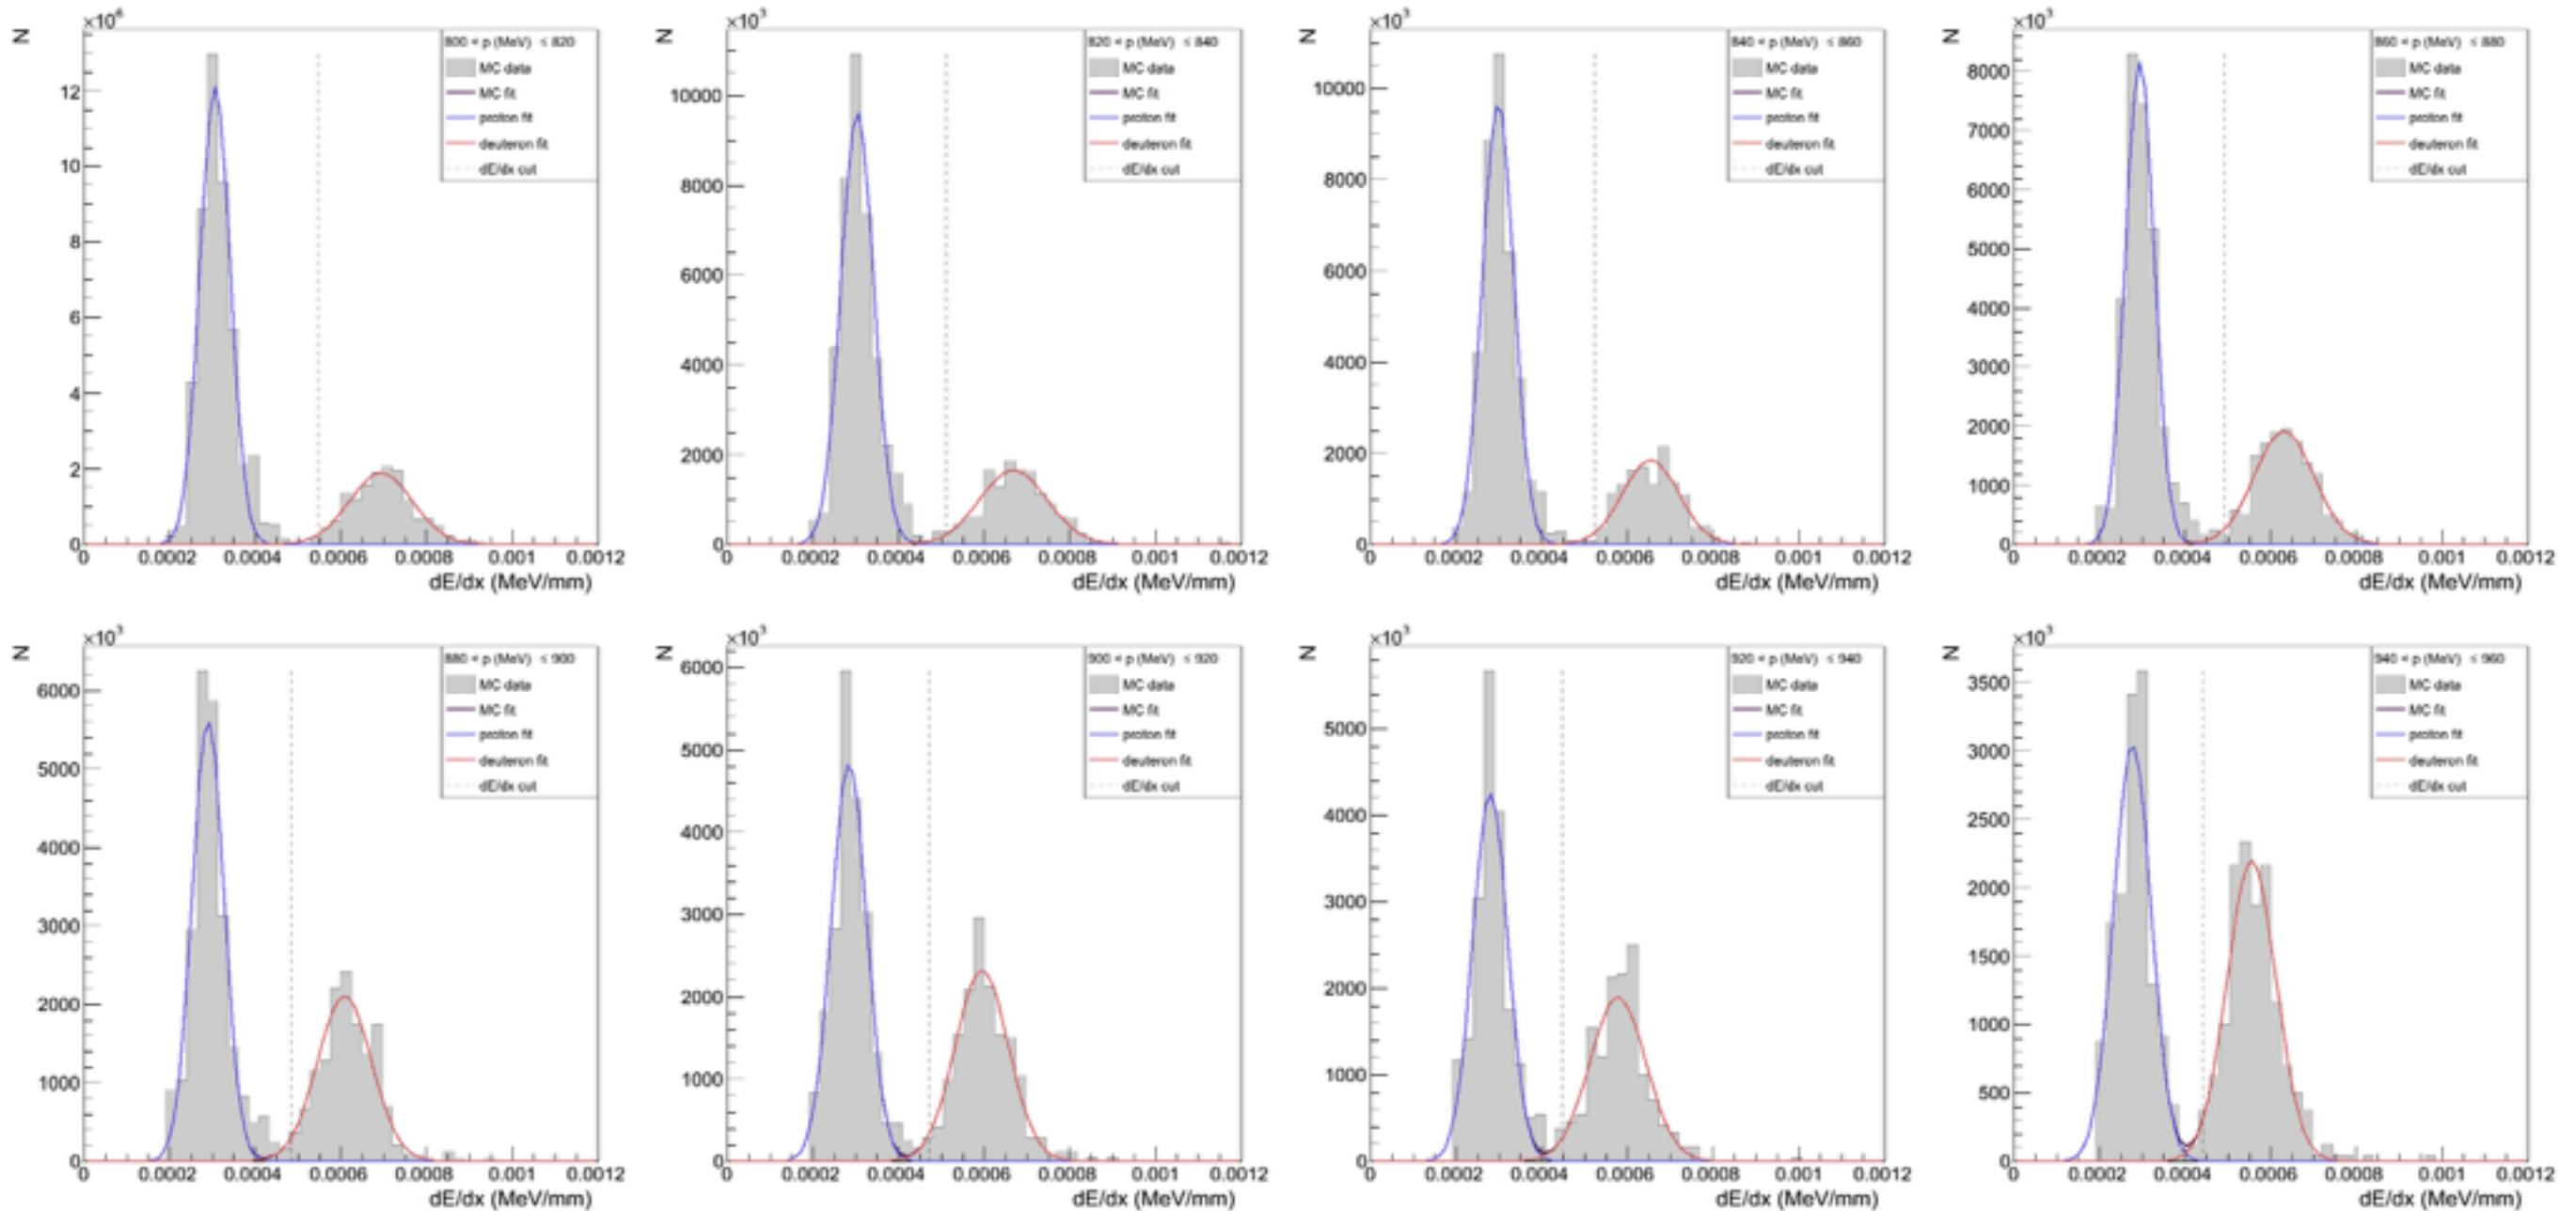 ×10⁶
N
800 < p (MeV) ≤ 820
MC data
MC fit
proton fit
deuteron fit
dE/dx cut
12
10
8
6
4
2
0
0 0.0002 0.0004 0.0006 0.0008 0.001 0.0012
dE/dx (MeV/mm)
×10³
N
820 < p (MeV) ≤ 840
MC data
MC fit
proton fit
deuteron fit
dE/dx cut
10000
8000
6000
4000
2000
0
0 0.0002 0.0004 0.0006 0.0008 0.001 0.0012
dE/dx (MeV/mm)
×10³
N
840 < p (MeV) ≤ 860
MC data
MC fit
proton fit
deuteron fit
dE/dx cut
10000
8000
6000
4000
2000
0
0 0.0002 0.0004 0.0006 0.0008 0.001 0.0012
dE/dx (MeV/mm)
×10³
N
860 < p (MeV) ≤ 880
MC data
MC fit
proton fit
deuteron fit
dE/dx cut
8000
7000
6000
5000
4000
3000
2000
1000
0
0 0.0002 0.0004 0.0006 0.0008 0.001 0.0012
dE/dx (MeV/mm)
×10³
N
880 < p (MeV) ≤ 900
MC data
MC fit
proton fit
deuteron fit
dE/dx cut
6000
5000
4000
3000
2000
1000
0
0 0.0002 0.0004 0.0006 0.0008 0.001 0.0012
dE/dx (MeV/mm)
×10³
N
900 < p (MeV) ≤ 920
MC data
MC fit
proton fit
deuteron fit
dE/dx cut
6000
5000
4000
3000
2000
1000
0
0 0.0002 0.0004 0.0006 0.0008 0.001 0.0012
dE/dx (MeV/mm)
×10³
N
920 < p (MeV) ≤ 940
MC data
MC fit
proton fit
deuteron fit
dE/dx cut
5000
4000
3000
2000
1000
0
0 0.0002 0.0004 0.0006 0.0008 0.001 0.0012
dE/dx (MeV/mm)
×10³
N
940 < p (MeV) ≤ 960
MC data
MC fit
proton fit
deuteron fit
dE/dx cut
3500
3000
2500
2000
1500
1000
500
0
0 0.0002 0.0004 0.0006 0.0008 0.001 0.0012
dE/dx (MeV/mm)